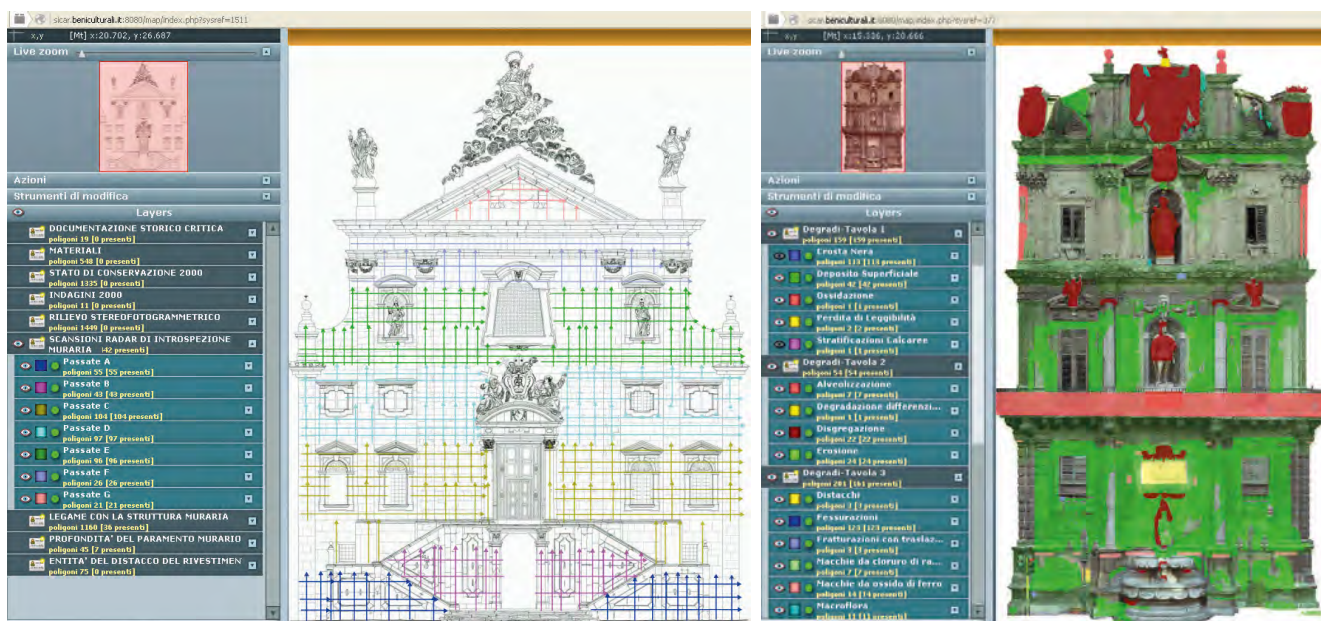 sicar.beniculturali.it:8080/map/index.php?sysref=1511
x,y [Mt] x:20.702, y:26.687
Live zoom
Azioni
Strumenti di modifica
Layers
DOCUMENTAZIONE STORICO CRITICA
poligoni 19 [0 presenti]
MATERIALI
poligoni 548 [0 presenti]
STATO DI CONSERVAZIONE 2000
poligoni 1335 [0 presenti]
INDAGINI 2000
poligoni 11 [0 presenti]
RILIEVO STEREOFOTOGRAMMETRICO
poligoni 1449 [0 presenti]
SCANSIONI RADAR DI INTROSPEZIONE
MURARIA 442 presenti]
Passate A
poligoni 55 [55 presenti]
Passate B
poligoni 43 [43 presenti]
Passate C
poligoni 104 [104 presenti]
Passate D
poligoni 97 [97 presenti]
Passate E
poligoni 96 [96 presenti]
Passate F
poligoni 26 [26 presenti]
Passate G
poligoni 21 [21 presenti]
LEGAME CON LA STRUTTURA MURARIA
poligoni 1160 [36 presenti]
PROFONDITA' DEL PARAMENTO MURARIO
poligoni 45 [7 presenti]
ENTITA' DEL DISTACCO DEL RIVESTIMEN
poligoni 75 [0 presenti]
sicar.beniculturali.it:8080/map/index.php?sysref=377
x,y [Mt] x:15.536, y:20.666
Live zoom
Azioni
Strumenti di modifica
Layers
Degradi-Tavola 1
poligoni 159 [159 presenti]
Crosta Nera
poligoni 113 [113 presenti]
Deposito Superficiale
poligoni 42 [42 presenti]
Ossidazione
poligoni 1 [1 presenti]
Perdita di Leggibilità
poligoni 2 [2 presenti]
Stratificazioni Calcaree
poligoni 1 [1 presenti]
Degradi-Tavola 2
poligoni 54 [54 presenti]
Alveolizzazione
poligoni 7 [7 presenti]
Degradazione differenzi...
poligoni 1 [1 presenti]
Disgregazione
poligoni 22 [22 presenti]
Erosione
poligoni 24 [24 presenti]
Degradi-Tavola 3
Distacchi
poligoni 3 [3 presenti]
Fessurazioni
poligoni 123 [123 presenti]
Fratturazioni con traslaz...
poligoni 3 [3 presenti]
Macchie da cloruro di ra...
poligoni 7 [7 presenti]
Macchie da ossido di ferro
poligoni 14 [14 presenti]
Macroflora
poligoni 11 [11 presenti]